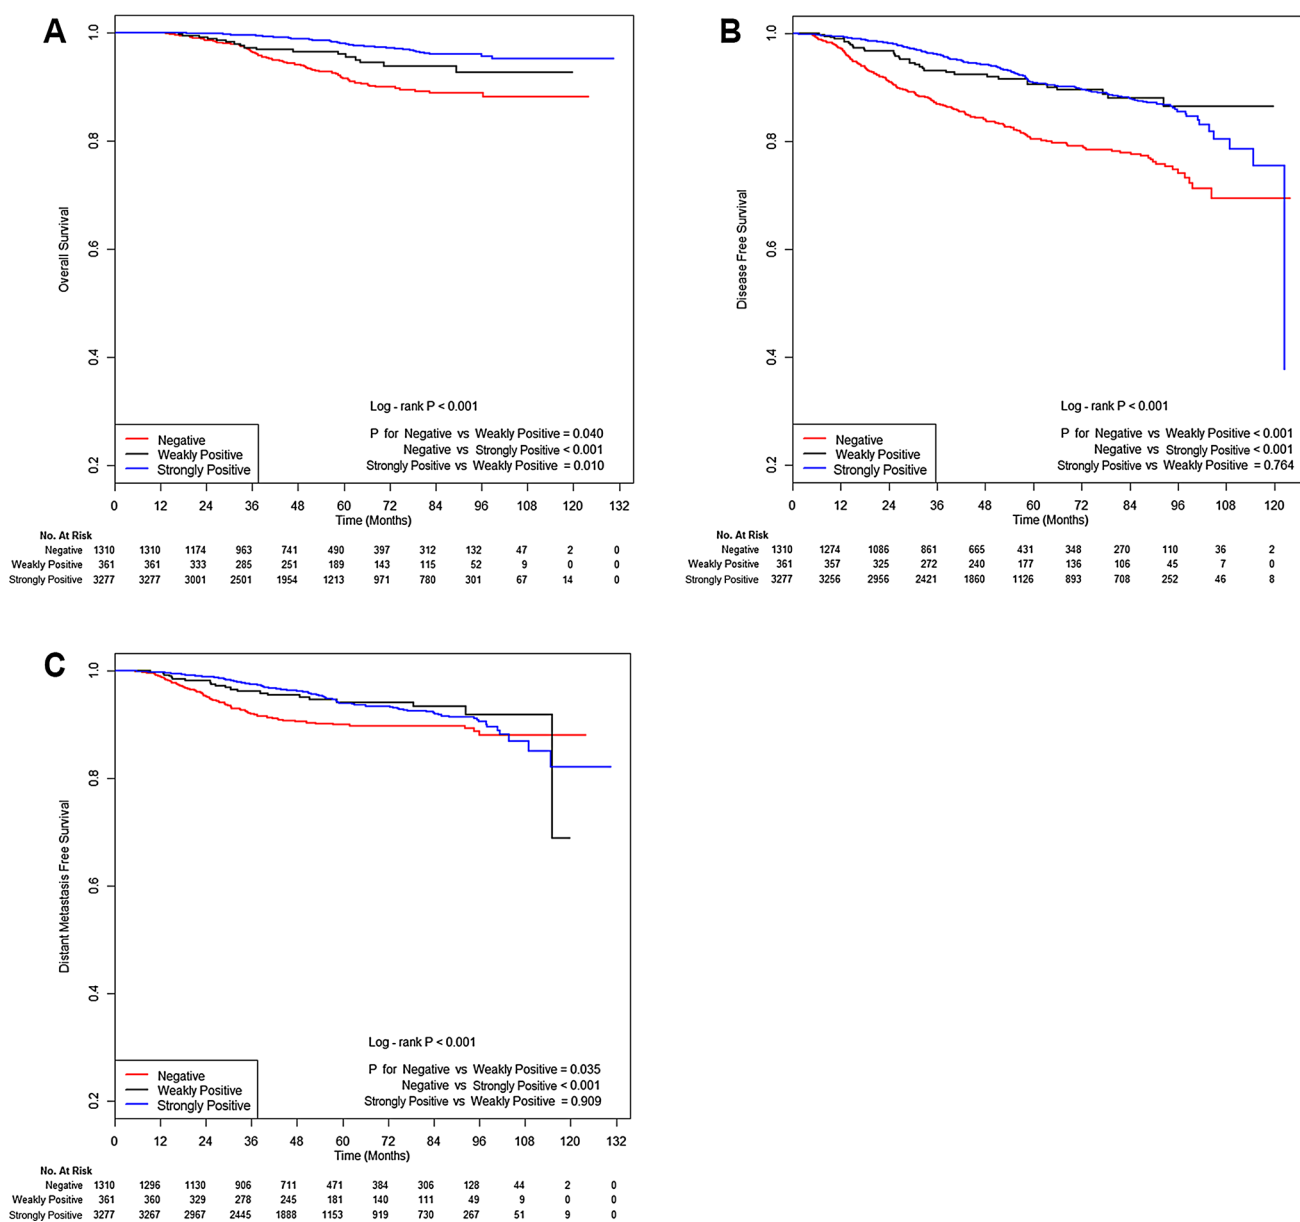 A
1.0
0.8
0.6
0.4
0.2
Overall Survival
Log - rank P < 0.001
P for Negative vs Weakly Positive = 0.040
Negative vs Strongly Positive < 0.001
Strongly Positive vs Weakly Positive = 0.010
Negative
Weakly Positive
Strongly Positive
0 12 24 36 48 60 72 84 96 108 120 132
Time (Months)
No. At Risk
Negative 1310 1310 1174 963 741 490 397 312 132 47 2 0
Weakly Positive 361 361 333 285 251 189 143 115 52 9 0 0
Strongly Positive 3277 3277 3001 2501 1954 1213 971 780 301 67 14 0
B
1.0
0.8
0.6
0.4
0.2
Disease Free Survival
Log - rank P < 0.001
P for Negative vs Weakly Positive < 0.001
Negative vs Strongly Positive < 0.001
Strongly Positive vs Weakly Positive = 0.764
Negative
Weakly Positive
Strongly Positive
0 12 24 36 48 60 72 84 96 108 120
Time (Months)
No. At Risk
Negative 1310 1274 1086 861 665 431 348 270 110 36 2
Weakly Positive 361 357 325 272 240 177 136 106 45 7 0
Strongly Positive 3277 3256 2956 2421 1860 1126 893 708 252 46 8
C
1.0
0.8
0.6
0.4
0.2
Distant Metastasis Free Survival
Log - rank P < 0.001
P for Negative vs Weakly Positive = 0.035
Negative vs Strongly Positive < 0.001
Strongly Positive vs Weakly Positive = 0.909
Negative
Weakly Positive
Strongly Positive
0 12 24 36 48 60 72 84 96 108 120 132
Time (Months)
No. At Risk
Negative 1310 1296 1130 906 711 471 384 306 128 44 2 0
Weakly Positive 361 360 329 278 245 181 140 111 49 9 0 0
Strongly Positive 3277 3267 2967 2445 1888 1153 919 730 267 51 9 0